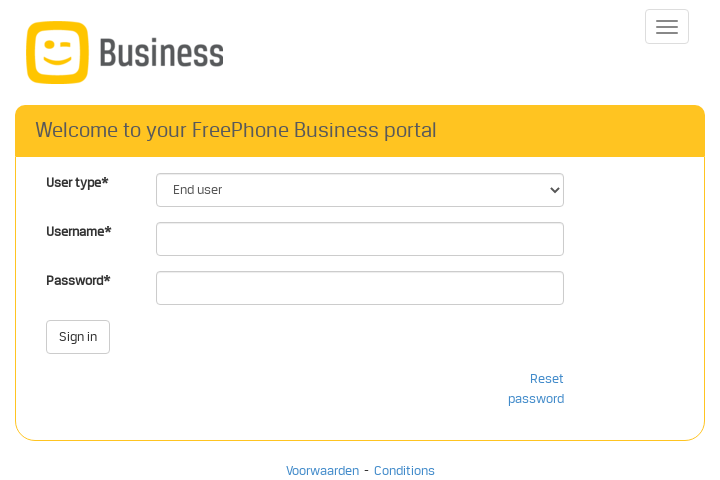 Business
Welcome to your FreePhone Business portal
User type*
End user
Username*
Password*
Sign in
Reset
password
Voorwaarden - Conditions